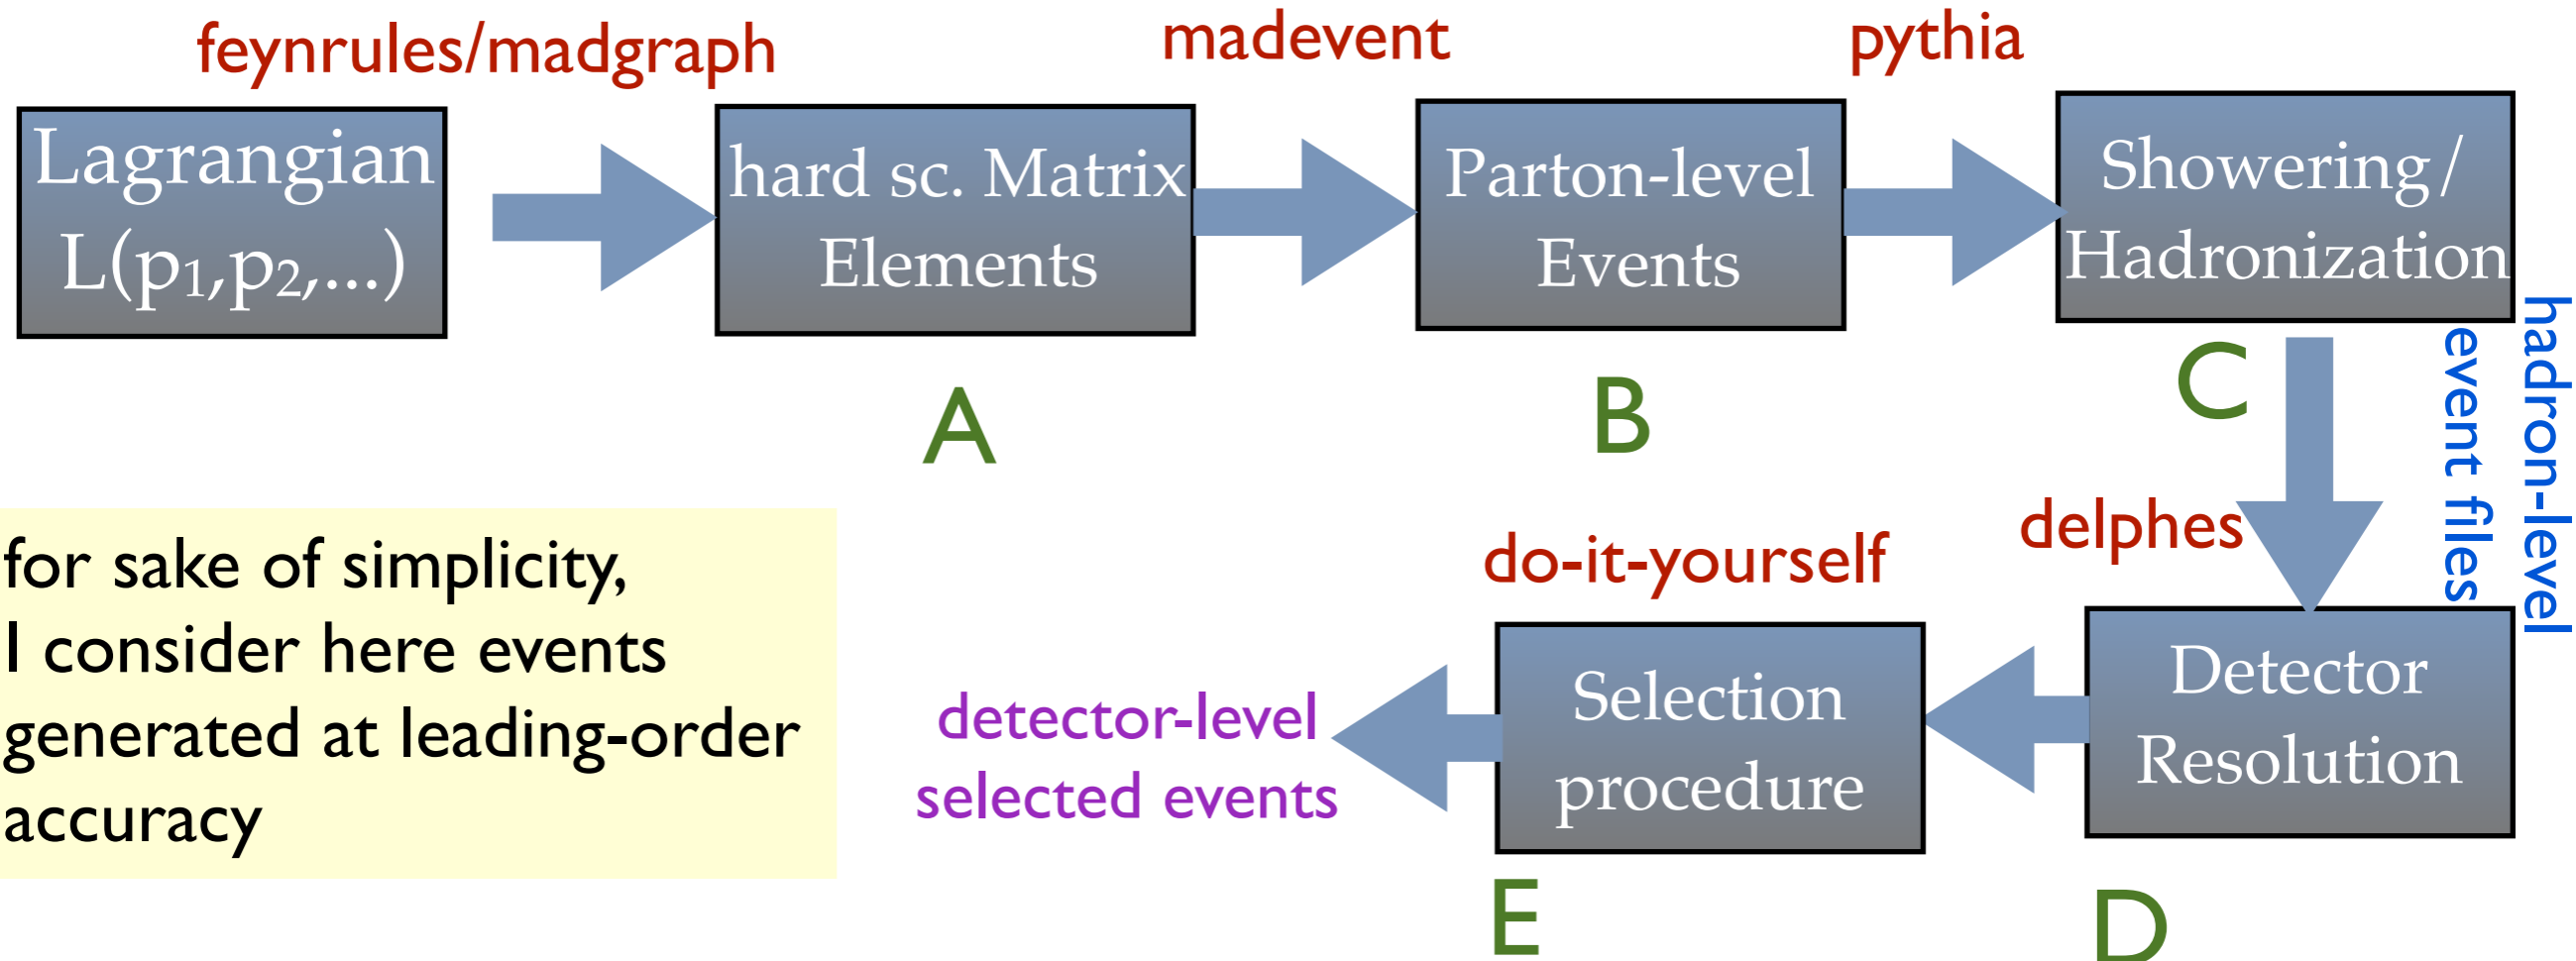 feynrules/madgraph
madevent
pythia
Lagrangian
L(p₁,p₂,...)
hard sc. Matrix
Elements
Parton-level
Events
Showering/
Hadronization
A
B
C
hadron-level
event files
for sake of simplicity,
I consider here events
generated at leading-order
accuracy
delphes
do-it-yourself
detector-level
selected events
Selection
procedure
Detector
Resolution
E
D